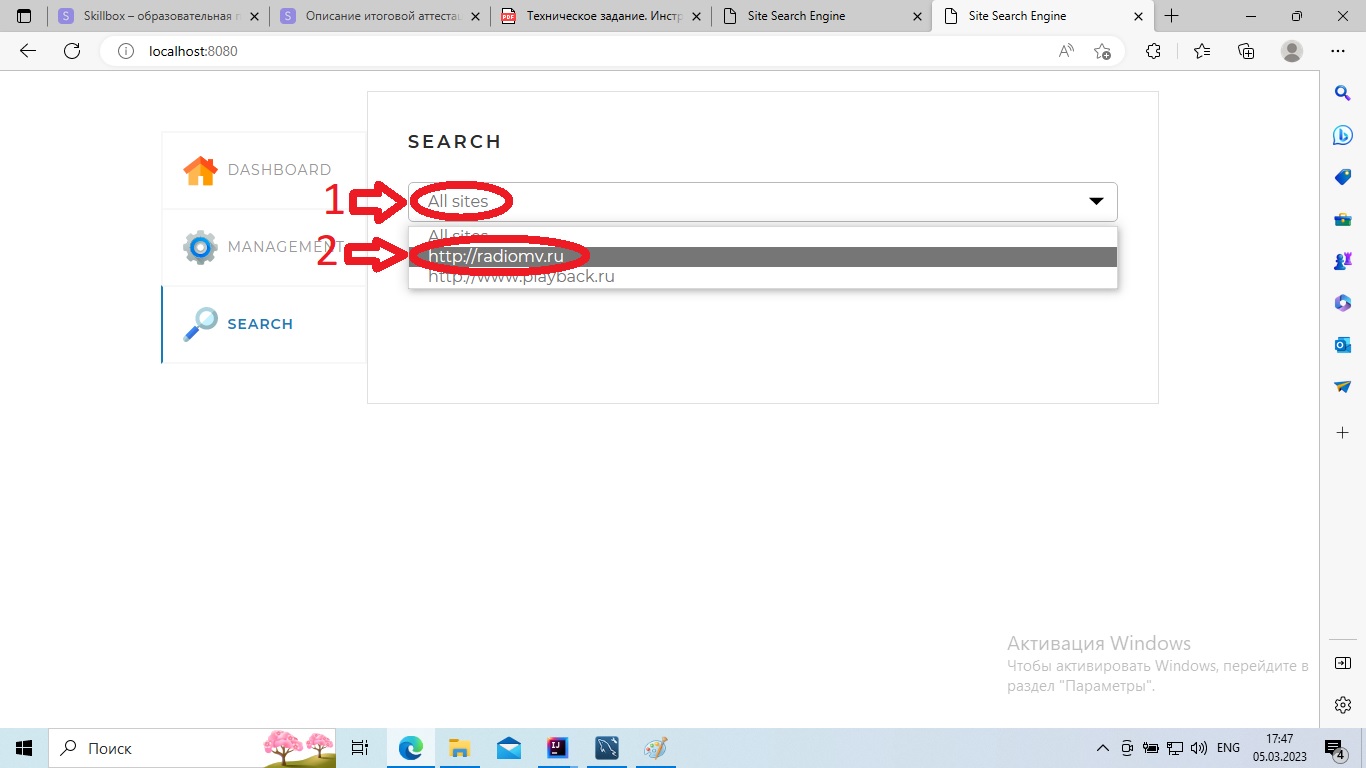 Skillbox – образовательная п
Описание итоговой аттеста
Техническое задание. Инстр
Site Search Engine
Site Search Engine
localhost:8080
SEARCH
DASHBOARD
1
All sites
MANAGEMENT
All sites
2
http://radiomv.ru
http://www.playback.ru
SEARCH
Активация Windows
Чтобы активировать Windows, перейдите в
раздел "Параметры".
Поиск
ENG
17:47
05.03.2023
4